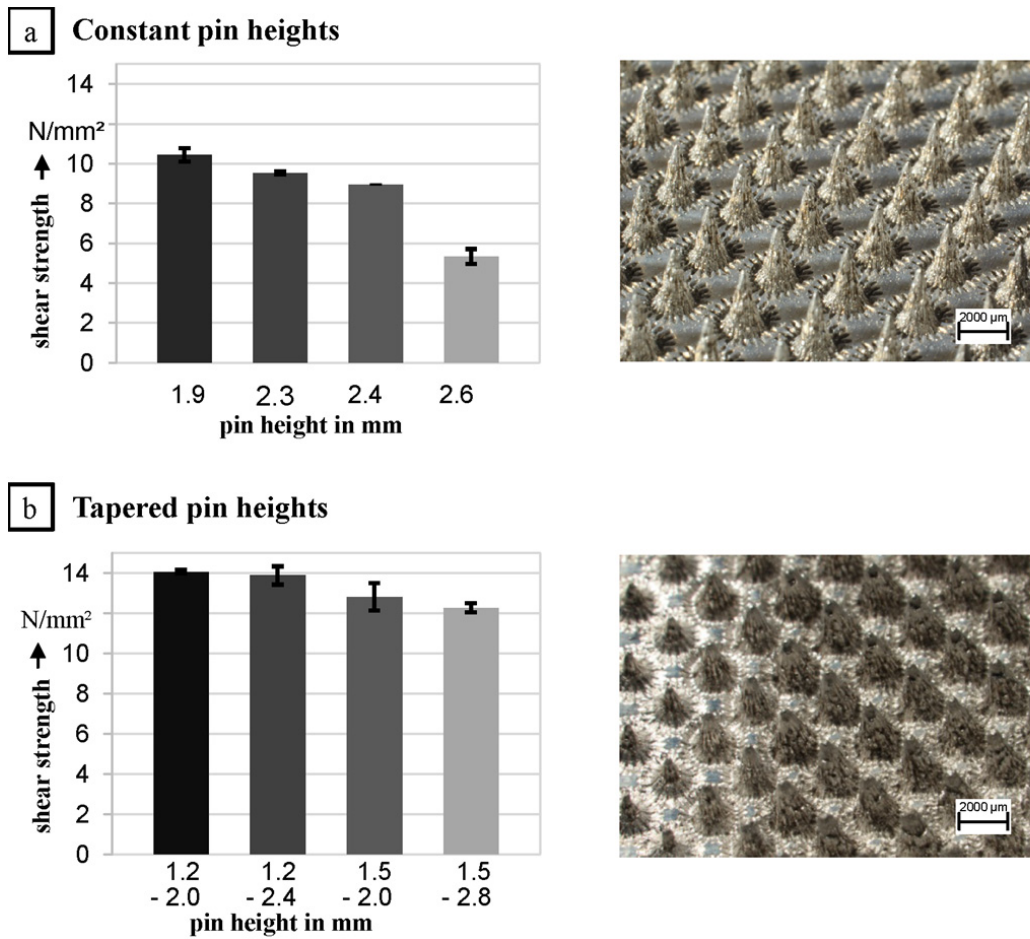 a Constant pin heights
14
N/mm²
10
8
6
4
2
0
shear strength
1.9 2.3 2.4 2.6
pin height in mm
2000 µm
b Tapered pin heights
14
N/mm²
10
8
6
4
2
0
shear strength
1.2 1.2 1.5 1.5
- 2.0 - 2.4 - 2.0 - 2.8
pin height in mm
2000 µm